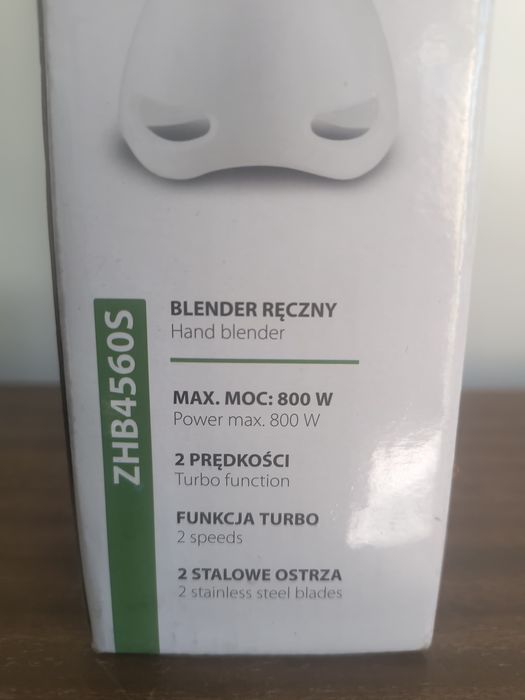 ZHB4560S
BLENDER RĘCZNY
Hand blender
MAX. MOC: 800 W
Power max. 800 W
2 PRĘDKOŚCI
Turbo function
FUNKCJA TURBO
2 speeds
2 STALOWE OSTRZA
2 stainless steel blades